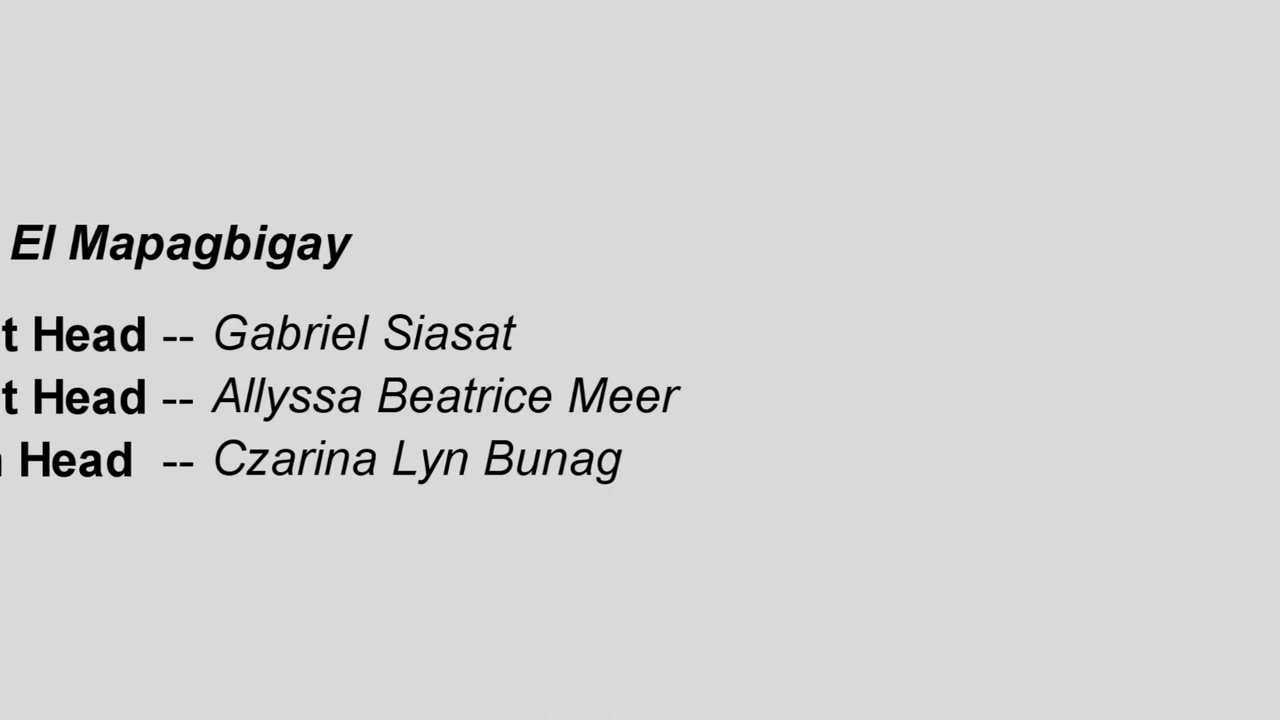 El Mapagbigay
t Head -- Gabriel Siasat
t Head -- Allyssa Beatrice Meer
Head -- Czarina Lyn Bunag